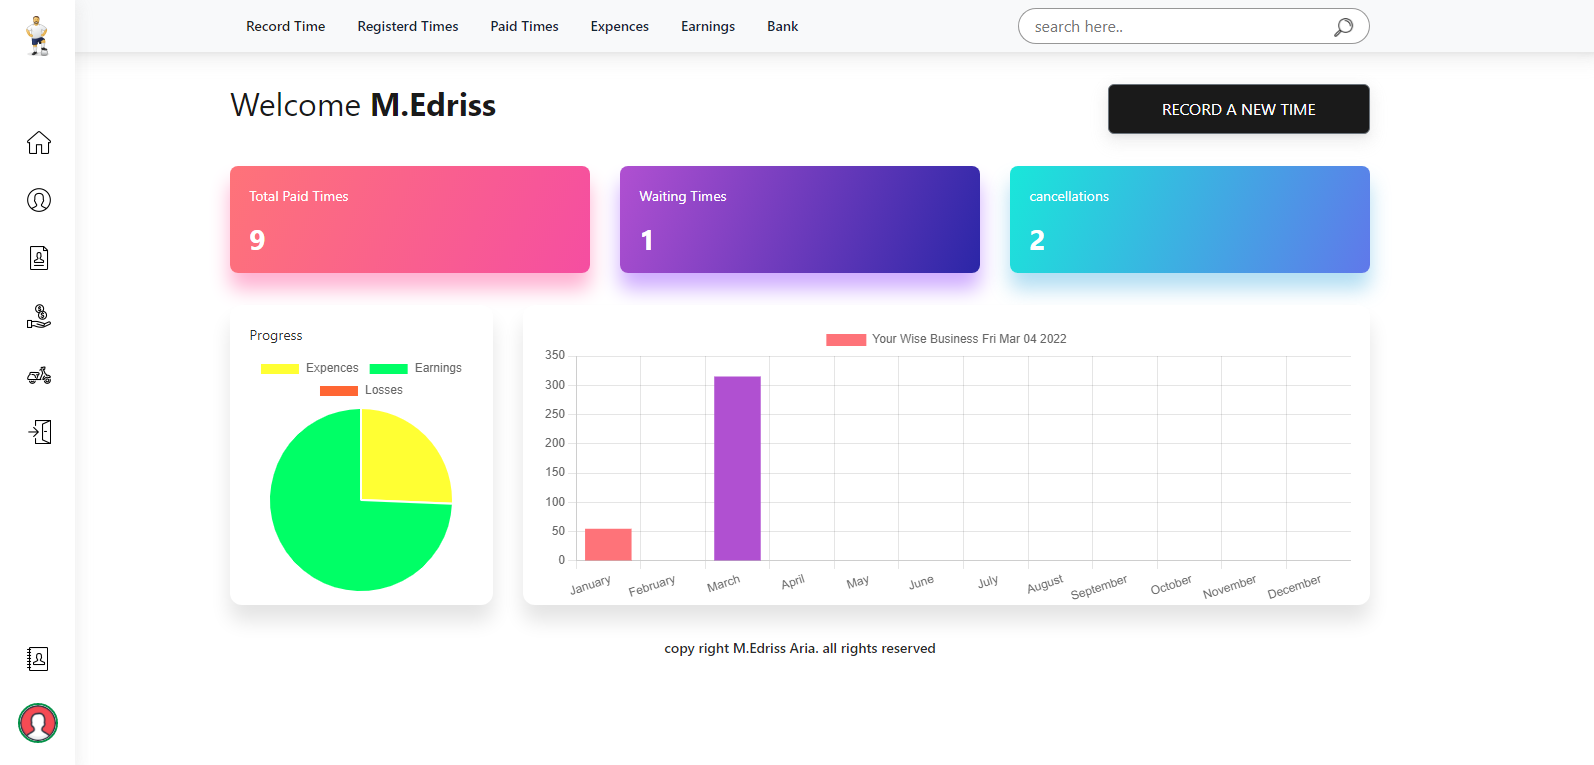 Record Time
Registerd Times
Paid Times
Expences
Earnings
Bank
search here..
Welcome M.Edriss
RECORD A NEW TIME
Total Paid Times
9
Waiting Times
1
cancellations
2
Progress
Expences
Earnings
Losses
Your Wise Business Fri Mar 04 2022
350
300
250
200
150
100
50
0
January
February
March
April
May
June
July
August
September
October
November
December
copy right M.Edriss Aria. all rights reserved